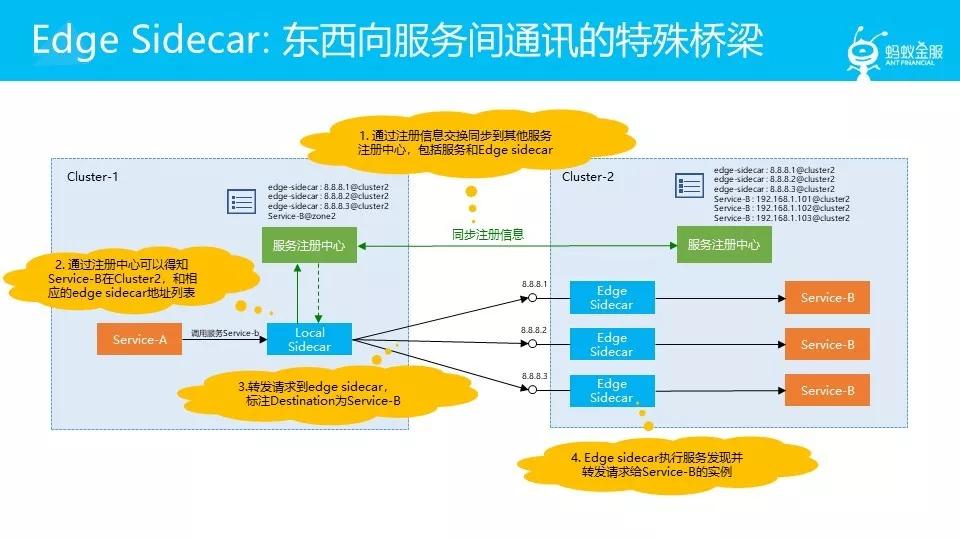 Edge Sidecar: 东西向服务间通讯的特殊桥梁
蚂蚁金服
ANT FINANCIAL
1. 通过注册信息交换同步到其他服务
注册中心，包括服务和Edge sidecar
Cluster-1
edge-sidecar : 8.8.8.1@cluster2
edge-sidecar : 8.8.8.2@cluster2
edge-sidecar : 8.8.8.3@cluster2
Service-B@zone2
Cluster-2
edge-sidecar : 8.8.8.1@cluster2
edge-sidecar : 8.8.8.2@cluster2
edge-sidecar : 8.8.8.3@cluster2
Service-B : 192.168.1.101@cluster2
Service-B : 192.168.1.102@cluster2
Service-B : 192.168.1.103@cluster2
服务注册中心
同步注册信息
服务注册中心
2. 通过注册中心可以得知
Service-B在Cluster2，和相
应的edge sidecar地址列表
Service-A
调用服务Service-b
Local
Sidecar
8.8.8.1
Edge
Sidecar
Service-B
8.8.8.2
Edge
Sidecar
Service-B
8.8.8.3
Edge
Sidecar
Service-B
3.转发请求到edge sidecar，
标注Destination为Service-B
4. Edge sidecar执行服务发现并
转发请求给Service-B的实例